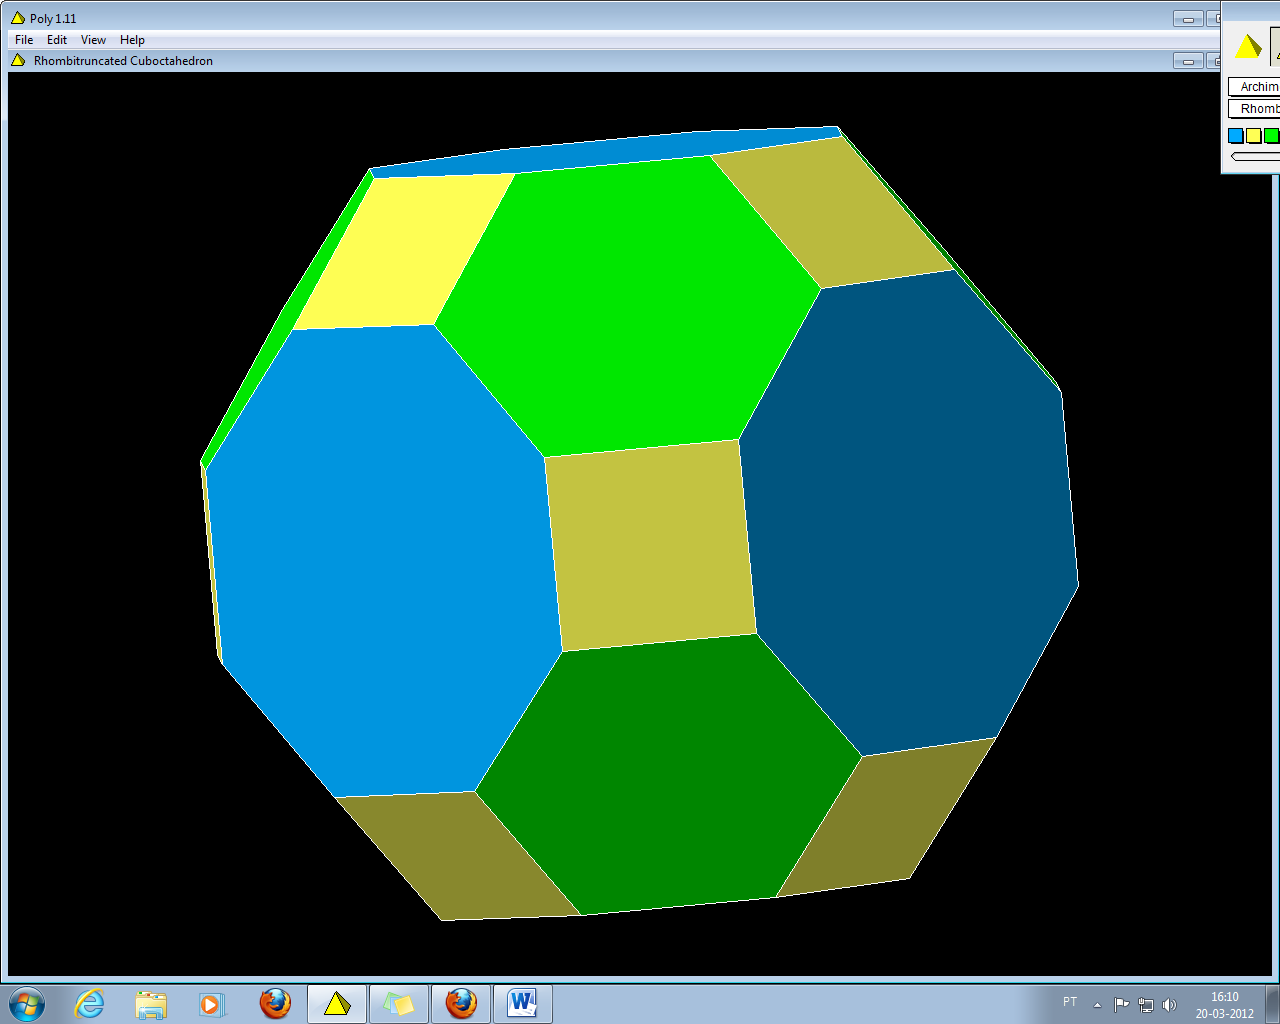 Poly 1.11
File Edit View Help
Rhombitruncated Cuboctahedron
Archim
Rhomb
PT
16:10
20-03-2012